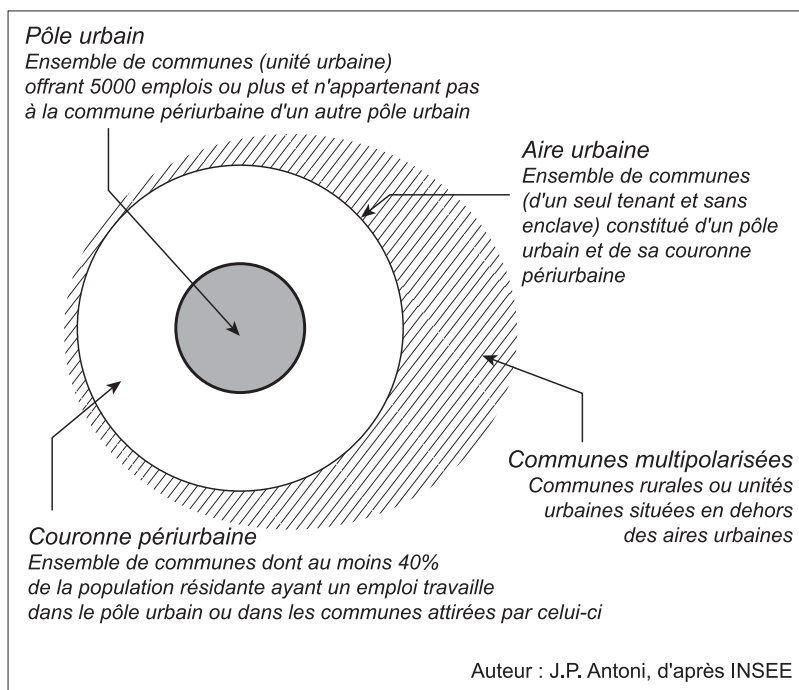 Pôle urbain
Ensemble de communes (unité urbaine)
offrant 5000 emplois ou plus et n'appartenant pas
à la commune périurbaine d'un autre pôle urbain
Aire urbaine
Ensemble de communes
(d'un seul tenant et sans
enclave) constitué d'un pôle
urbain et de sa couronne
périurbaine
Communes multipolarisées
Communes rurales ou unités
urbaines situées en dehors
des aires urbaines
Couronne périurbaine
Ensemble de communes dont au moins 40%
de la population résidante ayant un emploi travaille
dans le pôle urbain ou dans les communes attirées par celui-ci
Auteur : J.P. Antoni, d'après INSEE